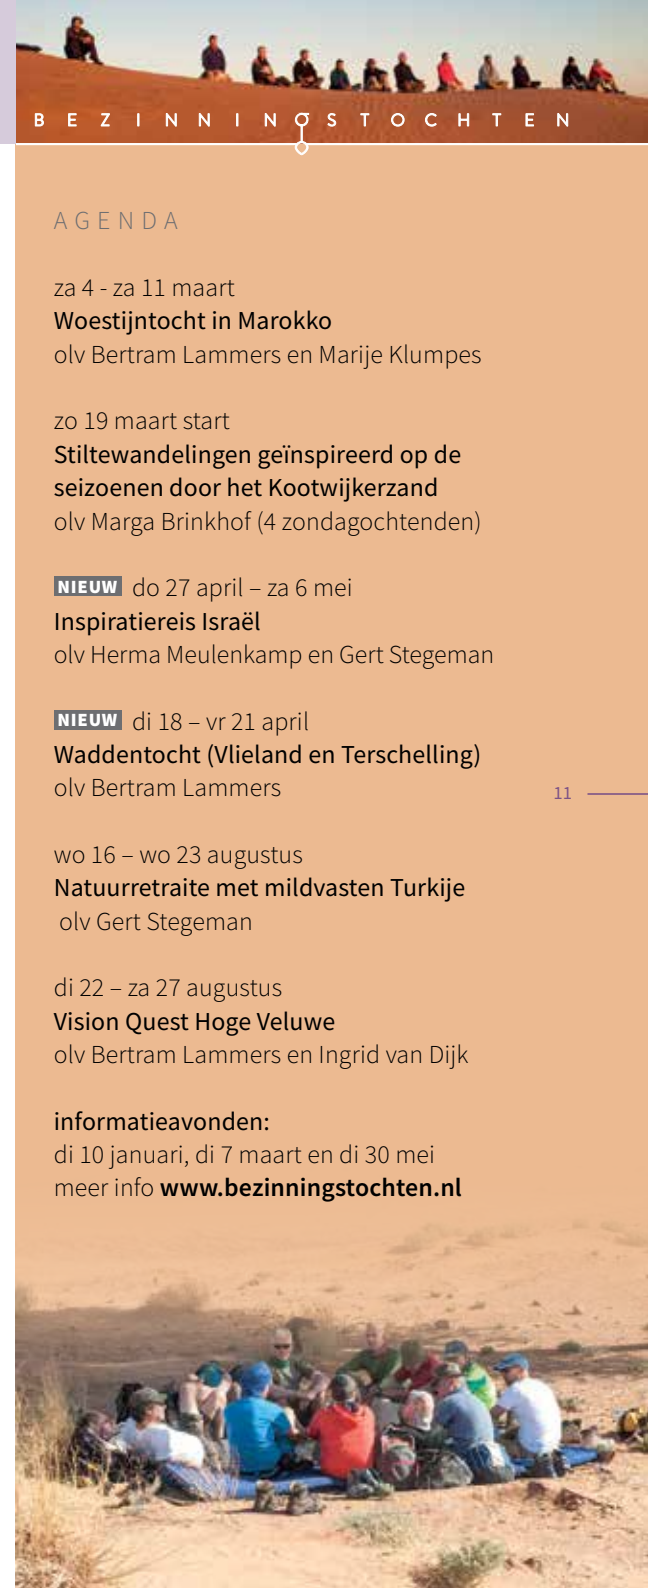 BEZINNINGSTOCHTEN
AGENDA
za 4 - za 11 maart
Woestijntocht in Marokko
olv Bertram Lammers en Marije Klumpes
zo 19 maart start
Stiltewandelingen geïnspireerd op de
seizoenen door het Kootwijkerzand
olv Marga Brinkhof (4 zondagochtenden)
NIEUW do 27 april – za 6 mei
Inspiratiereis Israël
olv Herma Meulenkamp en Gert Stegeman
NIEUW di 18 – vr 21 april
Waddentocht (Vlieland en Terschelling)
olv Bertram Lammers
11
wo 16 – wo 23 augustus
Natuurretraite met mildvasten Turkije
olv Gert Stegeman
di 22 – za 27 augustus
Vision Quest Hoge Veluwe
olv Bertram Lammers en Ingrid van Dijk
informatieavonden:
di 10 januari, di 7 maart en di 30 mei
meer info www.bezinningstochten.nl